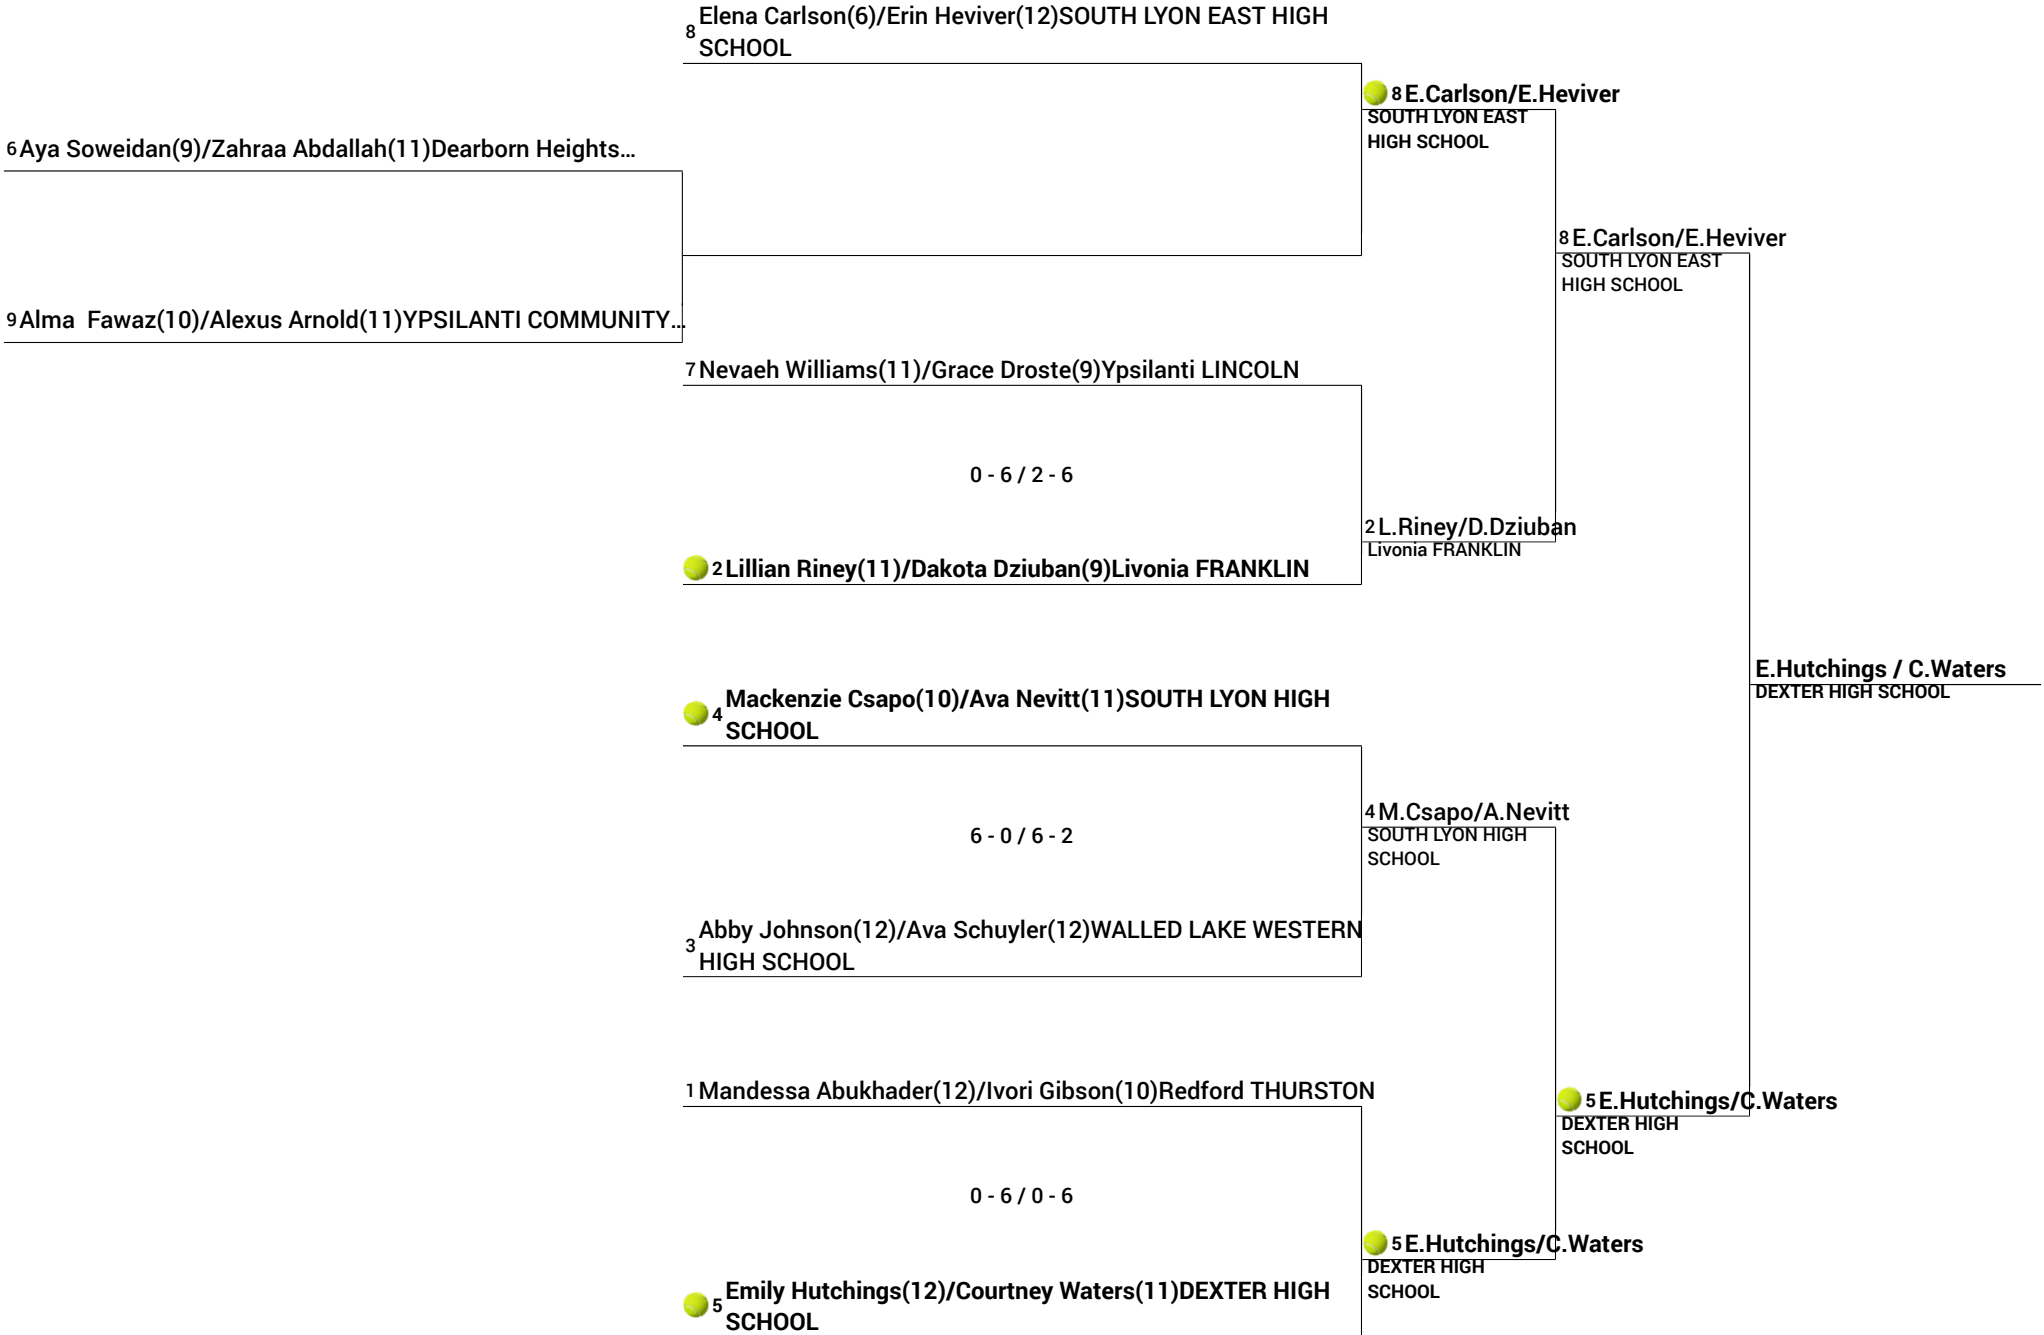 8 Elena Carlson(6)/Erin Heviver(12)SOUTH LYON EAST HIGH
SCHOOL
8 E.Carlson/E.Heviver
SOUTH LYON EAST
HIGH SCHOOL
6 Aya Soweidan(9)/Zahraa Abdallah(11)Dearborn Heights...
8 E.Carlson/E.Heviver
SOUTH LYON EAST
HIGH SCHOOL
9 Alma  Fawaz(10)/Alexus Arnold(11)YPSILANTI COMMUNITY...
7 Nevaeh Williams(11)/Grace Droste(9)Ypsilanti LINCOLN
0 - 6 / 2 - 6
2 L.Riney/D.Dziuban
Livonia FRANKLIN
2 Lillian Riney(11)/Dakota Dziuban(9)Livonia FRANKLIN
E.Hutchings / C.Waters
DEXTER HIGH SCHOOL
4 Mackenzie Csapo(10)/Ava Nevitt(11)SOUTH LYON HIGH
SCHOOL
4 M.Csapo/A.Nevitt
SOUTH LYON HIGH
SCHOOL
6 - 0 / 6 - 2
3 Abby Johnson(12)/Ava Schuyler(12)WALLED LAKE WESTERN
HIGH SCHOOL
1 Mandessa Abukhader(12)/Ivori Gibson(10)Redford THURSTON
5 E.Hutchings/C.Waters
DEXTER HIGH
SCHOOL
0 - 6 / 0 - 6
5 E.Hutchings/C.Waters
DEXTER HIGH
SCHOOL
5 Emily Hutchings(12)/Courtney Waters(11)DEXTER HIGH
SCHOOL